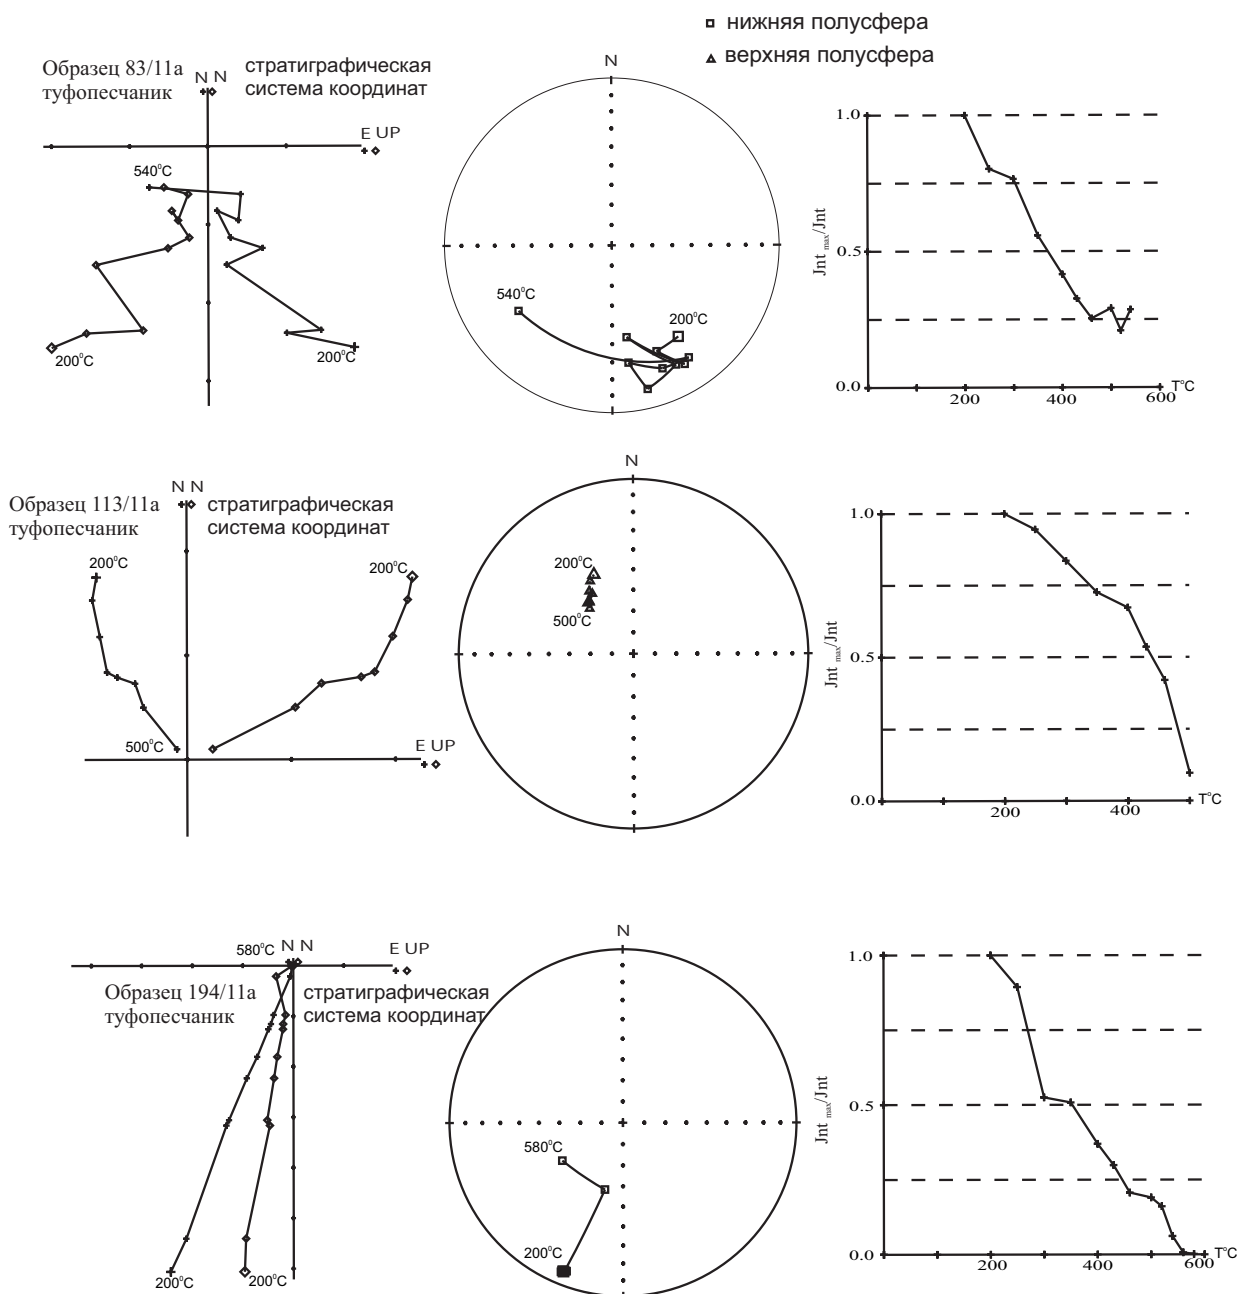 нижняя полусфера
верхняя полусфера
Образец 83/11а
туфопесчаник
N N
стратиграфическая
система координат
E UP
540°C
200°C
200°C
N
540°C
200°C
1.0
0.5
0.0
Jnt max/Jnt
200
400
600
T°C
Образец 113/11а
туфопесчаник
N N
стратиграфическая
система координат
200°C
200°C
500°C
E UP
N
200°C
500°C
1.0
0.5
0.0
Jnt max/Jnt
200
400
T°C
580°C
N N
E UP
Образец 194/11а
туфопесчаник
стратиграфическая
система координат
200°C
200°C
N
580°C
200°C
1.0
0.5
0.0
Jnt max/Jnt
200
400
600
T°C